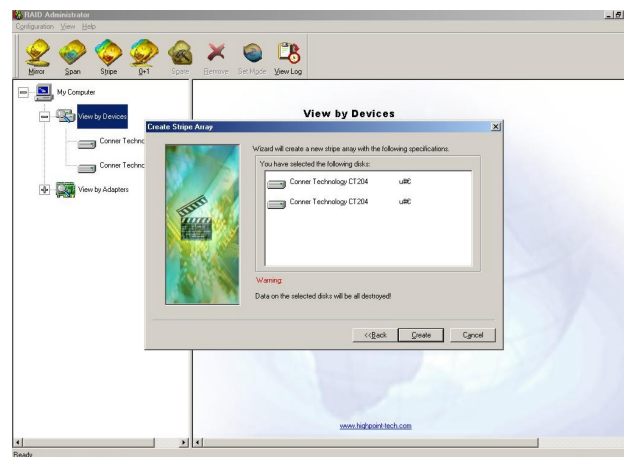 RAID Administrator
Configuration View Help
Mirror Span Stripe 0+1 Spare Remove Set Mode View Log
My Computer
View by Devices
Conner Techno
Conner Techno
View by Adapters
View by Devices
Create Stripe Array
Wizard will create a new stripe array with the following specifications.
You have selected the following disks:
Conner Technology CT204
Conner Technology CT204
Warning:
Data on the selected disks will be all destroyed!
<<Back Create Cancel
www.highpoint-tech.com
Ready